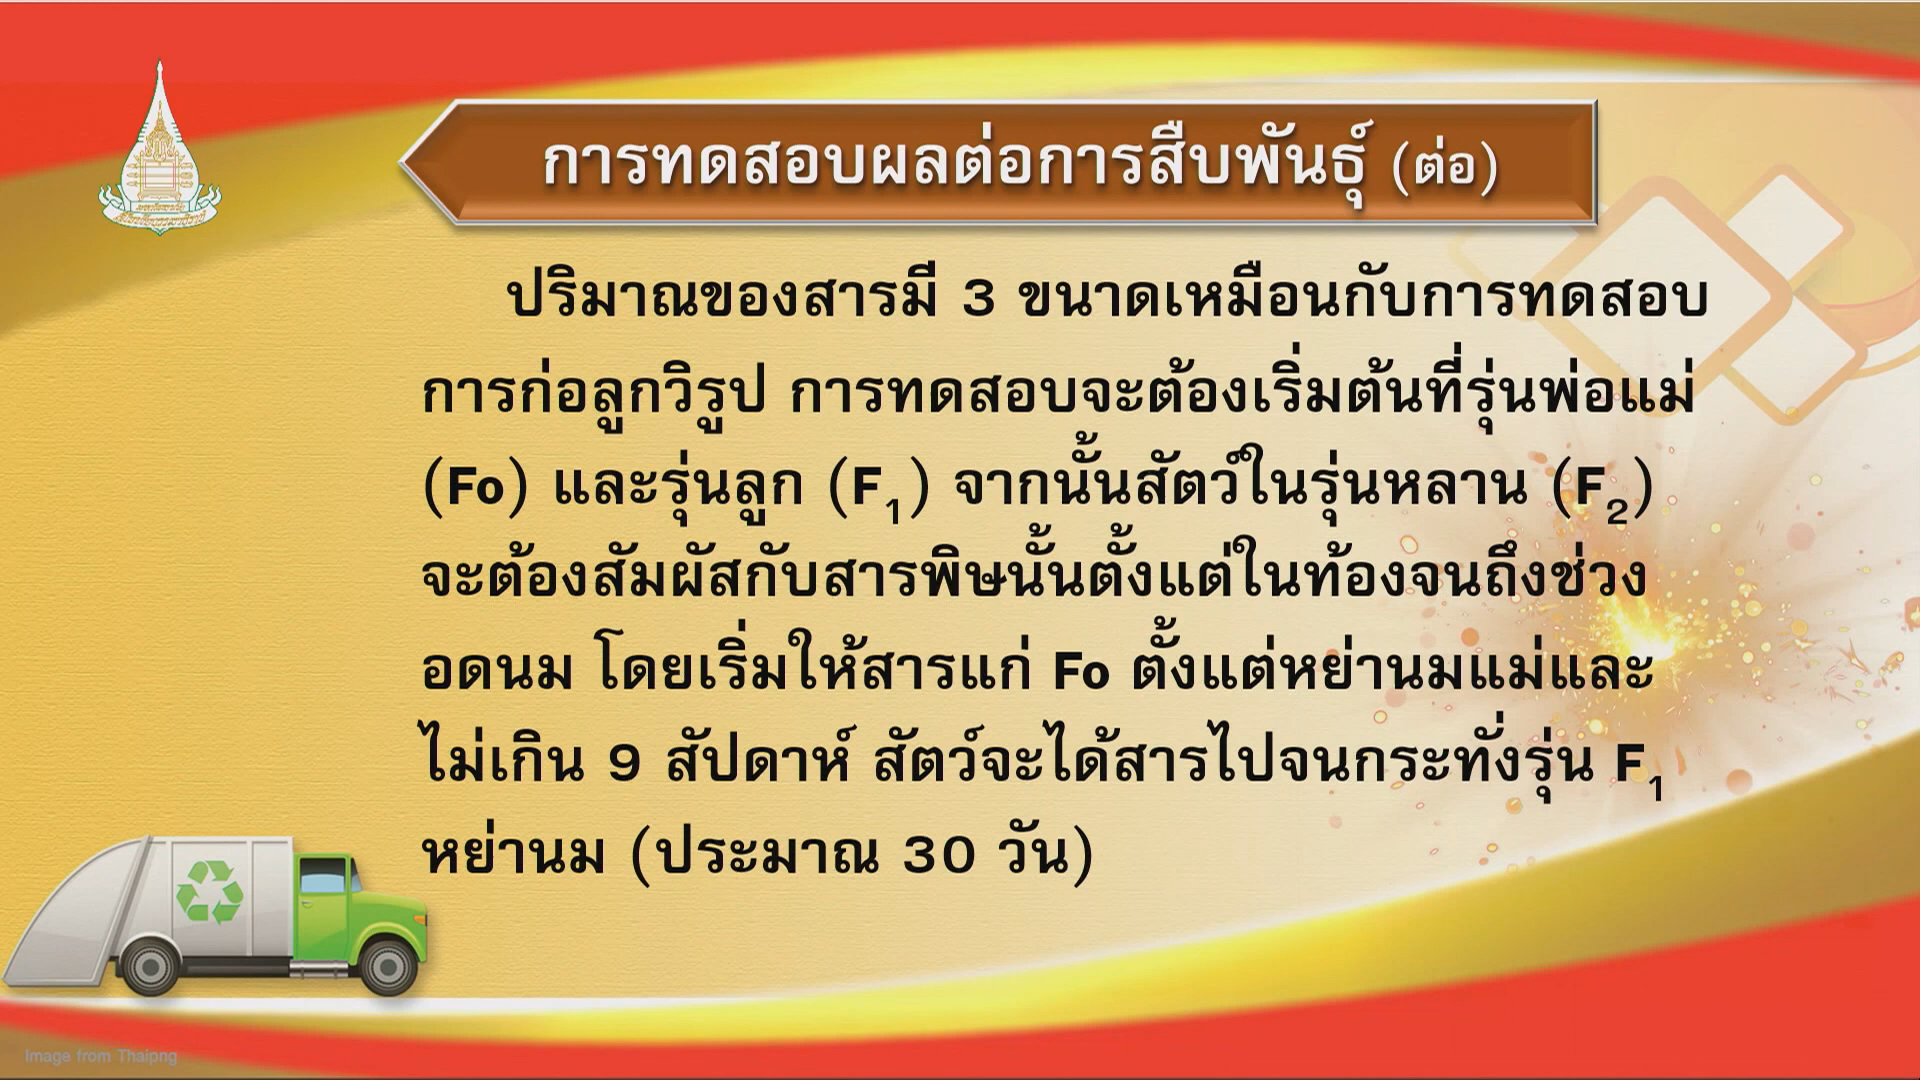 การทดสอบผลต่อการสืบพันธุ์ (ต่อ)
ปริมาณของสารมี 3 ขนาดเหมือนกับการทดสอบ
การก่อลูกวิรูป การทดสอบจะต้องเริ่มต้นที่รุ่นพ่อแม่
(Fo) และรุ่นลูก (F₁) จากนั้นสัตว์ในรุ่นหลาน (F₂)
จะต้องสัมผัสกับสารพิษนั้นตั้งแต่ในท้องจนถึงช่วง
อดนม โดยเริ่มให้สารแก่ Fo ตั้งแต่หย่านมแม่และ
ไม่เกิน 9 สัปดาห์ สัตว์จะได้สารไปจนกระทั่งรุ่น F₁
หย่านม (ประมาณ 30 วัน)
Image from Thaipng